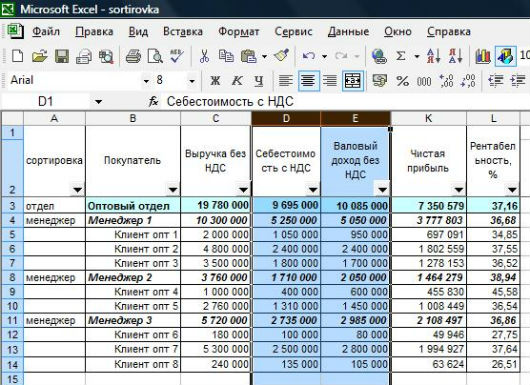 Microsoft Excel - sortirovka
Файл Правка Вид Вставка Формат Сервис Данные Окно Справка
Arial 8 Ж К Ч % 000
D1 fx Себестоимость с НДС
A B C D E K L
1
сортировка Покупатель Выручка без НДС Себестоимо сть с НДС Валовый доход без НДС Чистая прибыль Рентабел ьность, %
2
3 отдел Оптовый отдел 19 780 000 9 695 000 10 085 000 7 350 579 37,16
4 менеджер Менеджер 1 10 300 000 5 250 000 5 050 000 3 777 803 36,68
5 Клиент опт 1 2 000 000 1 050 000 950 000 697 091 34,85
6 Клиент опт 2 4 800 000 2 400 000 2 400 000 1 802 559 37,55
7 Клиент опт 3 3 500 000 1 800 000 1 700 000 1 278 153 36,52
8 менеджер Менеджер 2 3 760 000 1 710 000 2 050 000 1 464 279 38,94
9 Клиент опт 4 1 000 000 400 000 600 000 455 830 45,58
10 Клиент опт 5 2 760 000 1 310 000 1 450 000 1 008 449 36,54
11 менеджер Менеджер 3 5 720 000 2 735 000 2 985 000 2 108 497 36,86
12 Клиент опт 6 180 000 100 000 80 000 49 946 27,75
13 Клиент опт 7 5 300 000 2 500 000 2 800 000 1 994 927 37,64
14 Клиент опт 8 240 000 135 000 105 000 63 624 26,51
15